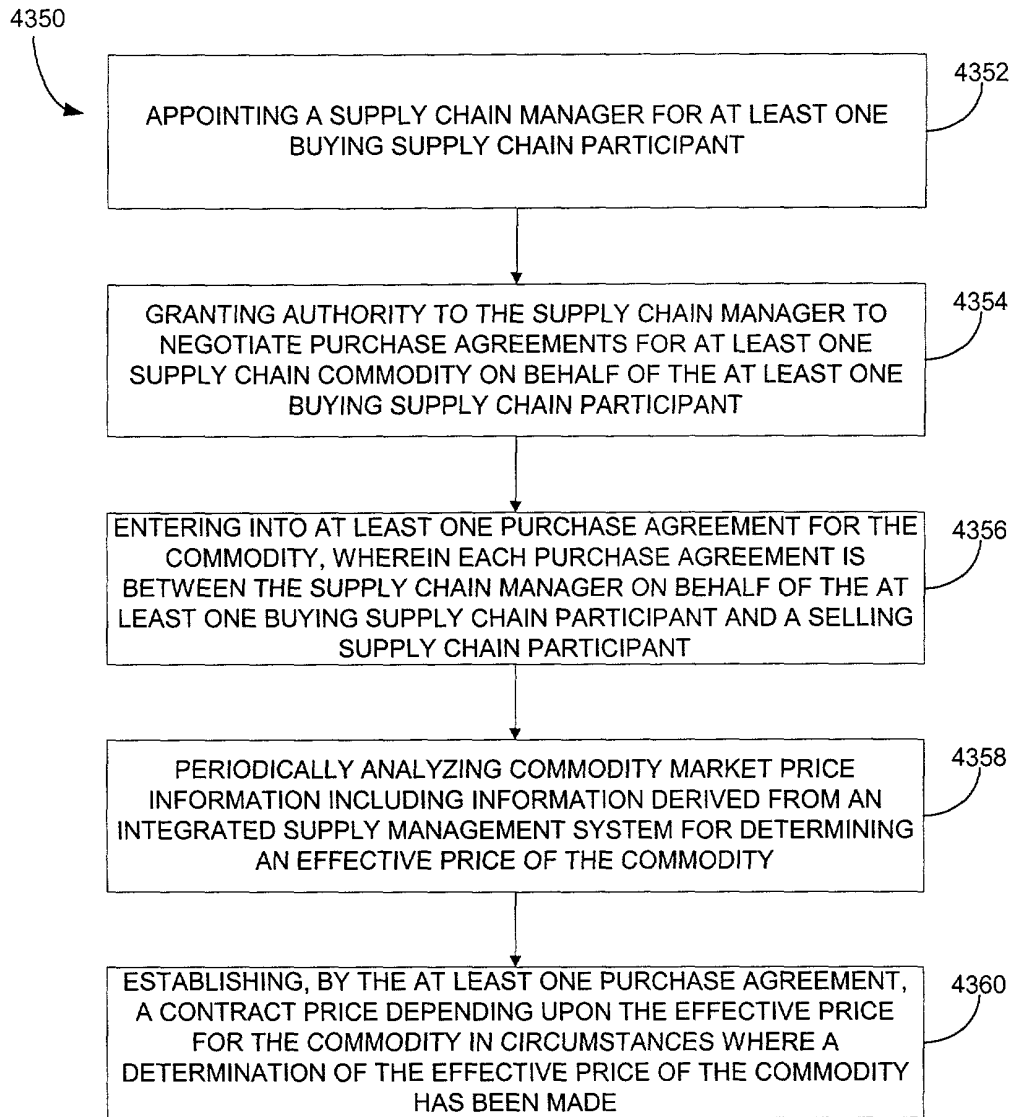 4350
4352
APPOINTING A SUPPLY CHAIN MANAGER FOR AT LEAST ONE
BUYING SUPPLY CHAIN PARTICIPANT
4354
GRANTING AUTHORITY TO THE SUPPLY CHAIN MANAGER TO
NEGOTIATE PURCHASE AGREEMENTS FOR AT LEAST ONE
SUPPLY CHAIN COMMODITY ON BEHALF OF THE AT LEAST ONE
BUYING SUPPLY CHAIN PARTICIPANT
4356
ENTERING INTO AT LEAST ONE PURCHASE AGREEMENT FOR THE
COMMODITY, WHEREIN EACH PURCHASE AGREEMENT IS
BETWEEN THE SUPPLY CHAIN MANAGER ON BEHALF OF THE AT
LEAST ONE BUYING SUPPLY CHAIN PARTICIPANT AND A SELLING
SUPPLY CHAIN PARTICIPANT
4358
PERIODICALLY ANALYZING COMMODITY MARKET PRICE
INFORMATION INCLUDING INFORMATION DERIVED FROM AN
INTEGRATED SUPPLY MANAGEMENT SYSTEM FOR DETERMINING
AN EFFECTIVE PRICE OF THE COMMODITY
4360
ESTABLISHING, BY THE AT LEAST ONE PURCHASE AGREEMENT,
A CONTRACT PRICE DEPENDING UPON THE EFFECTIVE PRICE
FOR THE COMMODITY IN CIRCUMSTANCES WHERE A
DETERMINATION OF THE EFFECTIVE PRICE OF THE COMMODITY
HAS BEEN MADE